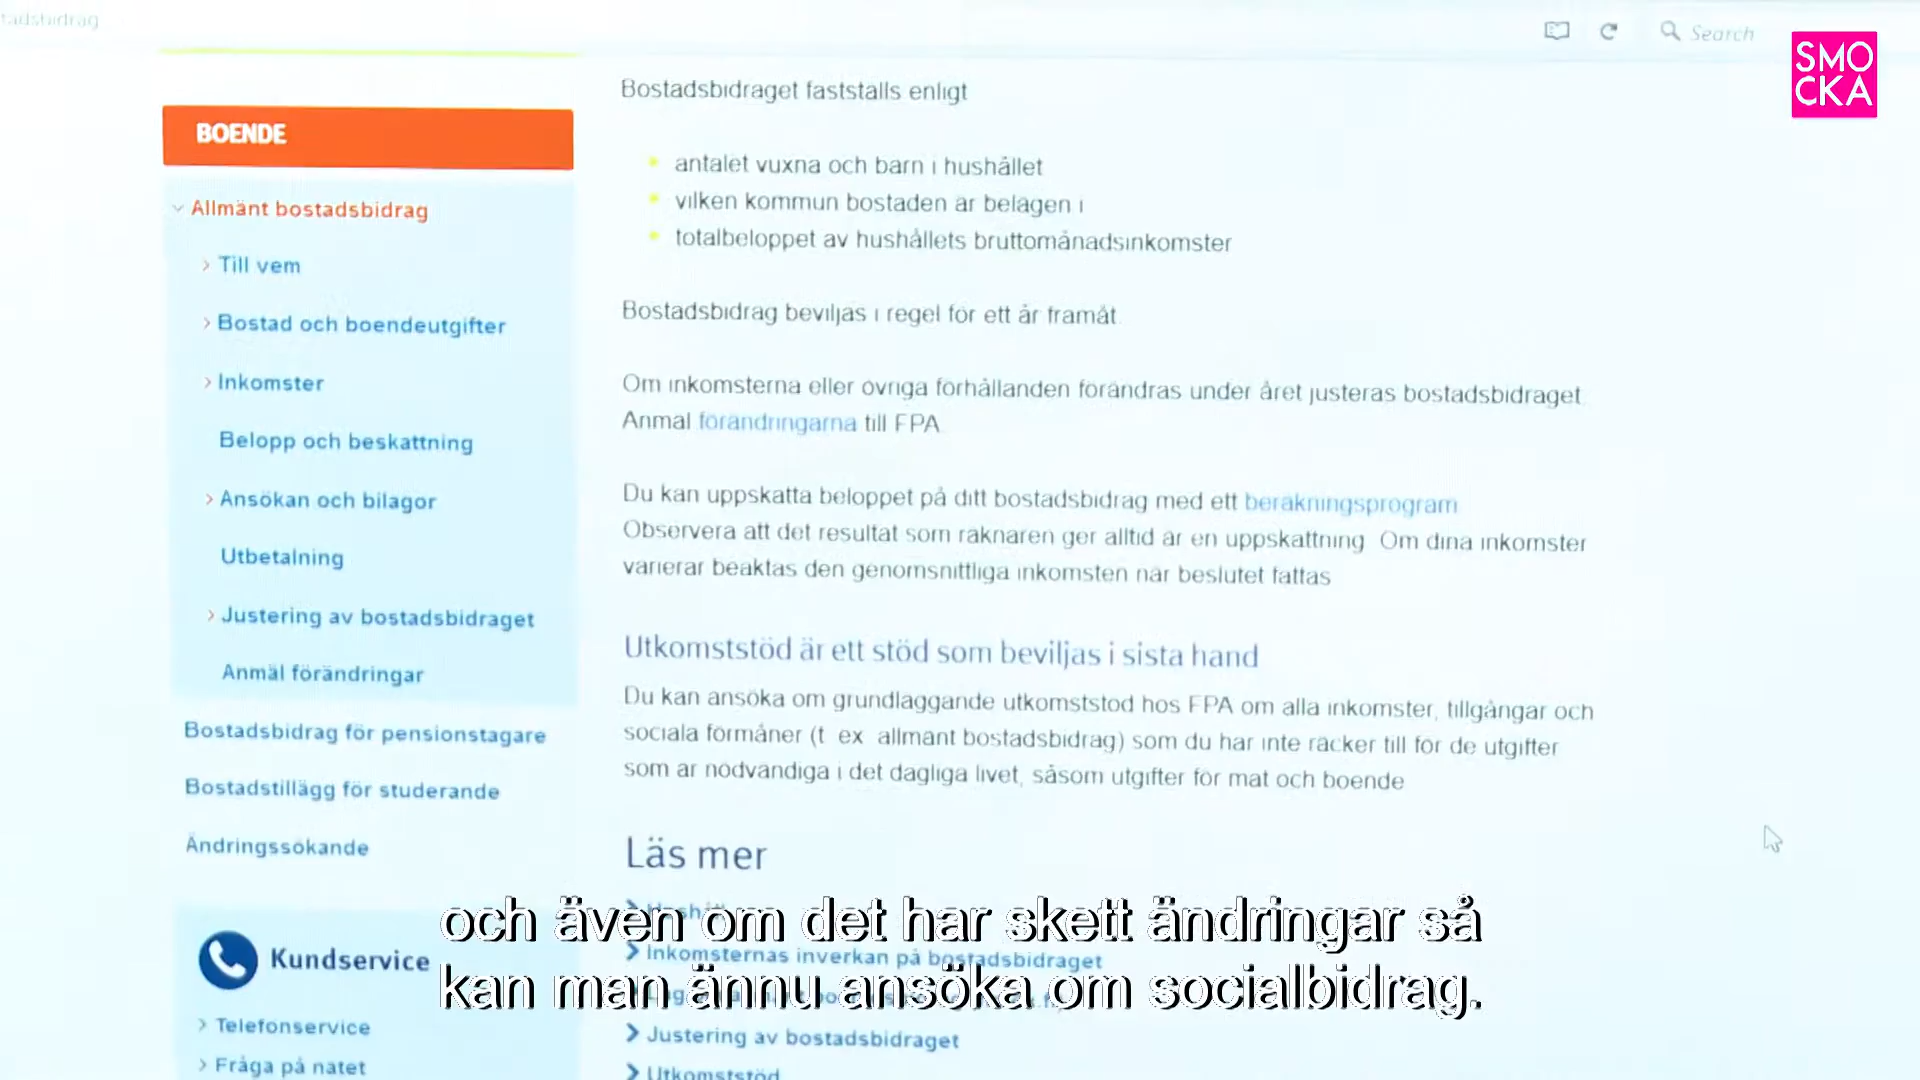 tadsbidrag
Search
SMO
CKA
BOENDE
Allmänt bostadsbidrag
Till vem
Bostad och boendeutgifter
Inkomster
Belopp och beskattning
Ansökan och bilagor
Utbetalning
Justering av bostadsbidraget
Anmäl förändringar
Bostadsbidrag för pensionstagare
Bostadstillägg för studerande
Ändringssökande
Kundservice
Telefonservice
Fråga på nätet
Bostadsbidraget fastställs enligt
antalet vuxna och barn i hushållet
vilken kommun bostaden är belägen i
totalbeloppet av hushållets bruttomånadsinkomster
Bostadsbidrag beviljas i regel för ett år framåt.
Om inkomsterna eller övriga förhållanden förändras under året justeras bostadsbidraget.
Anmäl förändringarna till FPA.
Du kan uppskatta beloppet på ditt bostadsbidrag med ett beräkningsprogram.
Observera att det resultat som räknaren ger alltid är en uppskattning. Om dina inkomster
varierar beaktas den genomsnittliga inkomsten när beslutet fattas.
Utkomststöd är ett stöd som beviljas i sista hand
Du kan ansöka om grundläggande utkomststöd hos FPA om alla inkomster, tillgångar och
sociala förmåner (t. ex. allmänt bostadsbidrag) som du har inte räcker till för de utgifter
som är nödvändiga i det dagliga livet, såsom utgifter för mat och boende.
Läs mer
Inkomsternas inverkan på bostadsbidraget
Justering av bostadsbidraget
Utkomststöd
och även om det har skett ändringar så
kan man ännu ansöka om socialbidrag.